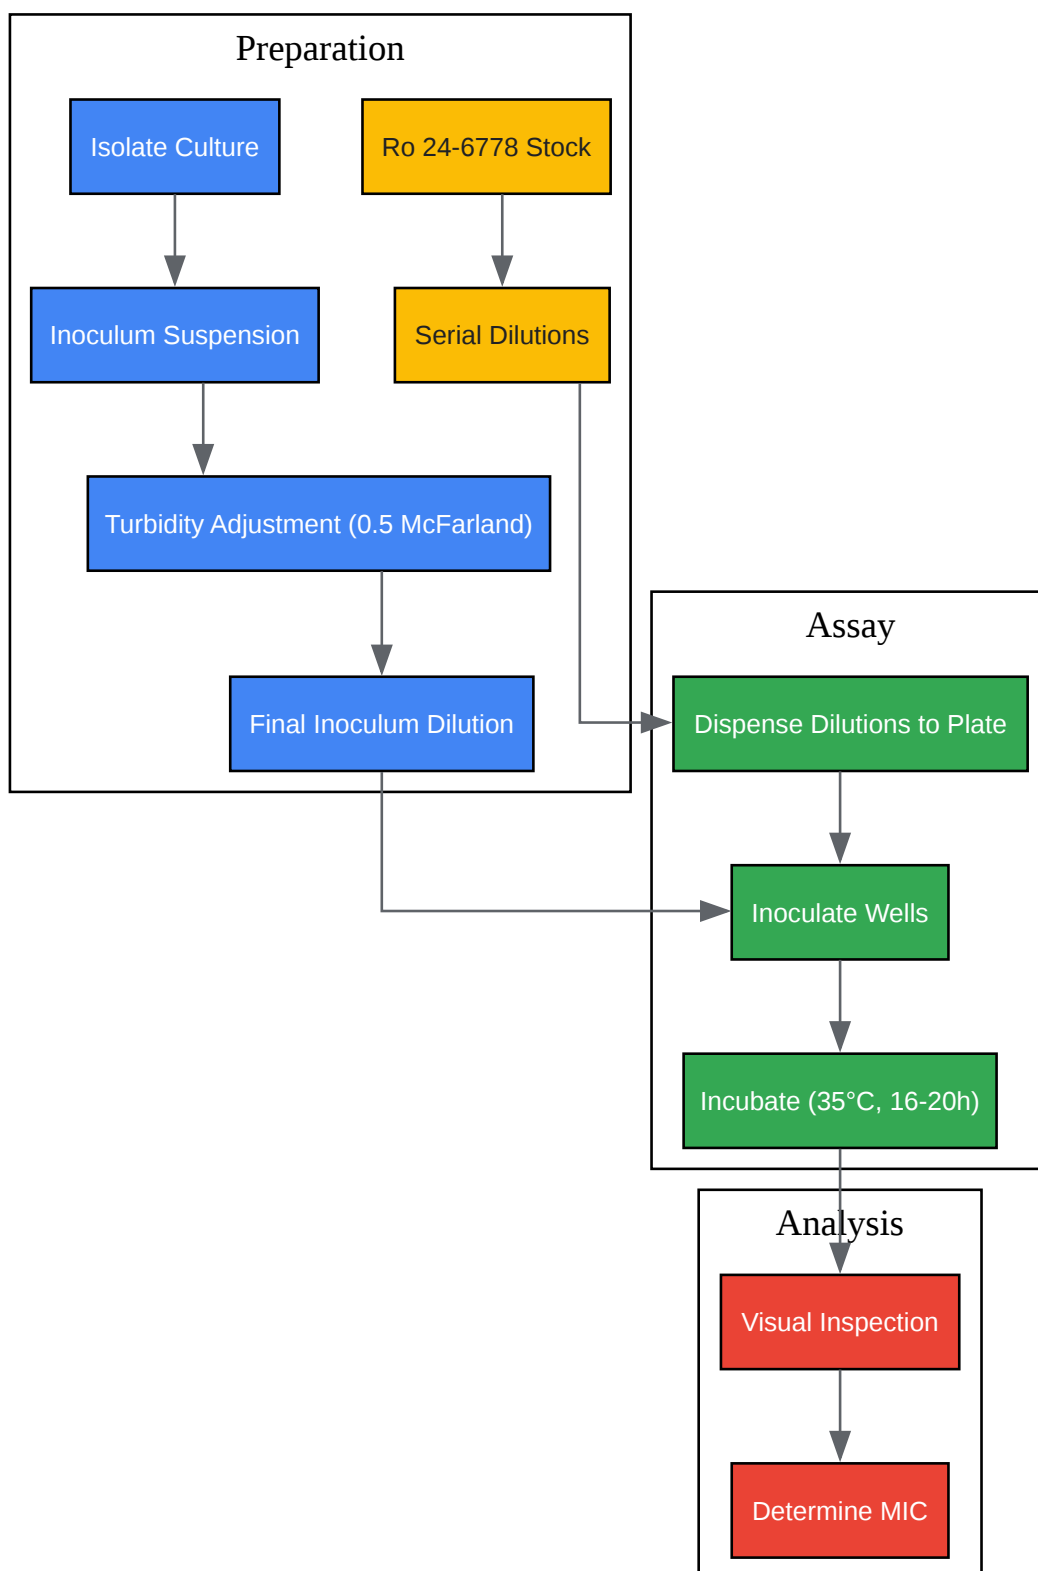 Preparation
Isolate Culture
Ro 24-6778 Stock
Inoculum Suspension
Serial Dilutions
Turbidity Adjustment (0.5 McFarland)
Final Inoculum Dilution
Assay
Dispense Dilutions to Plate
Inoculate Wells
Incubate (35°C, 16-20h)
Analysis
Visual Inspection
Determine MIC